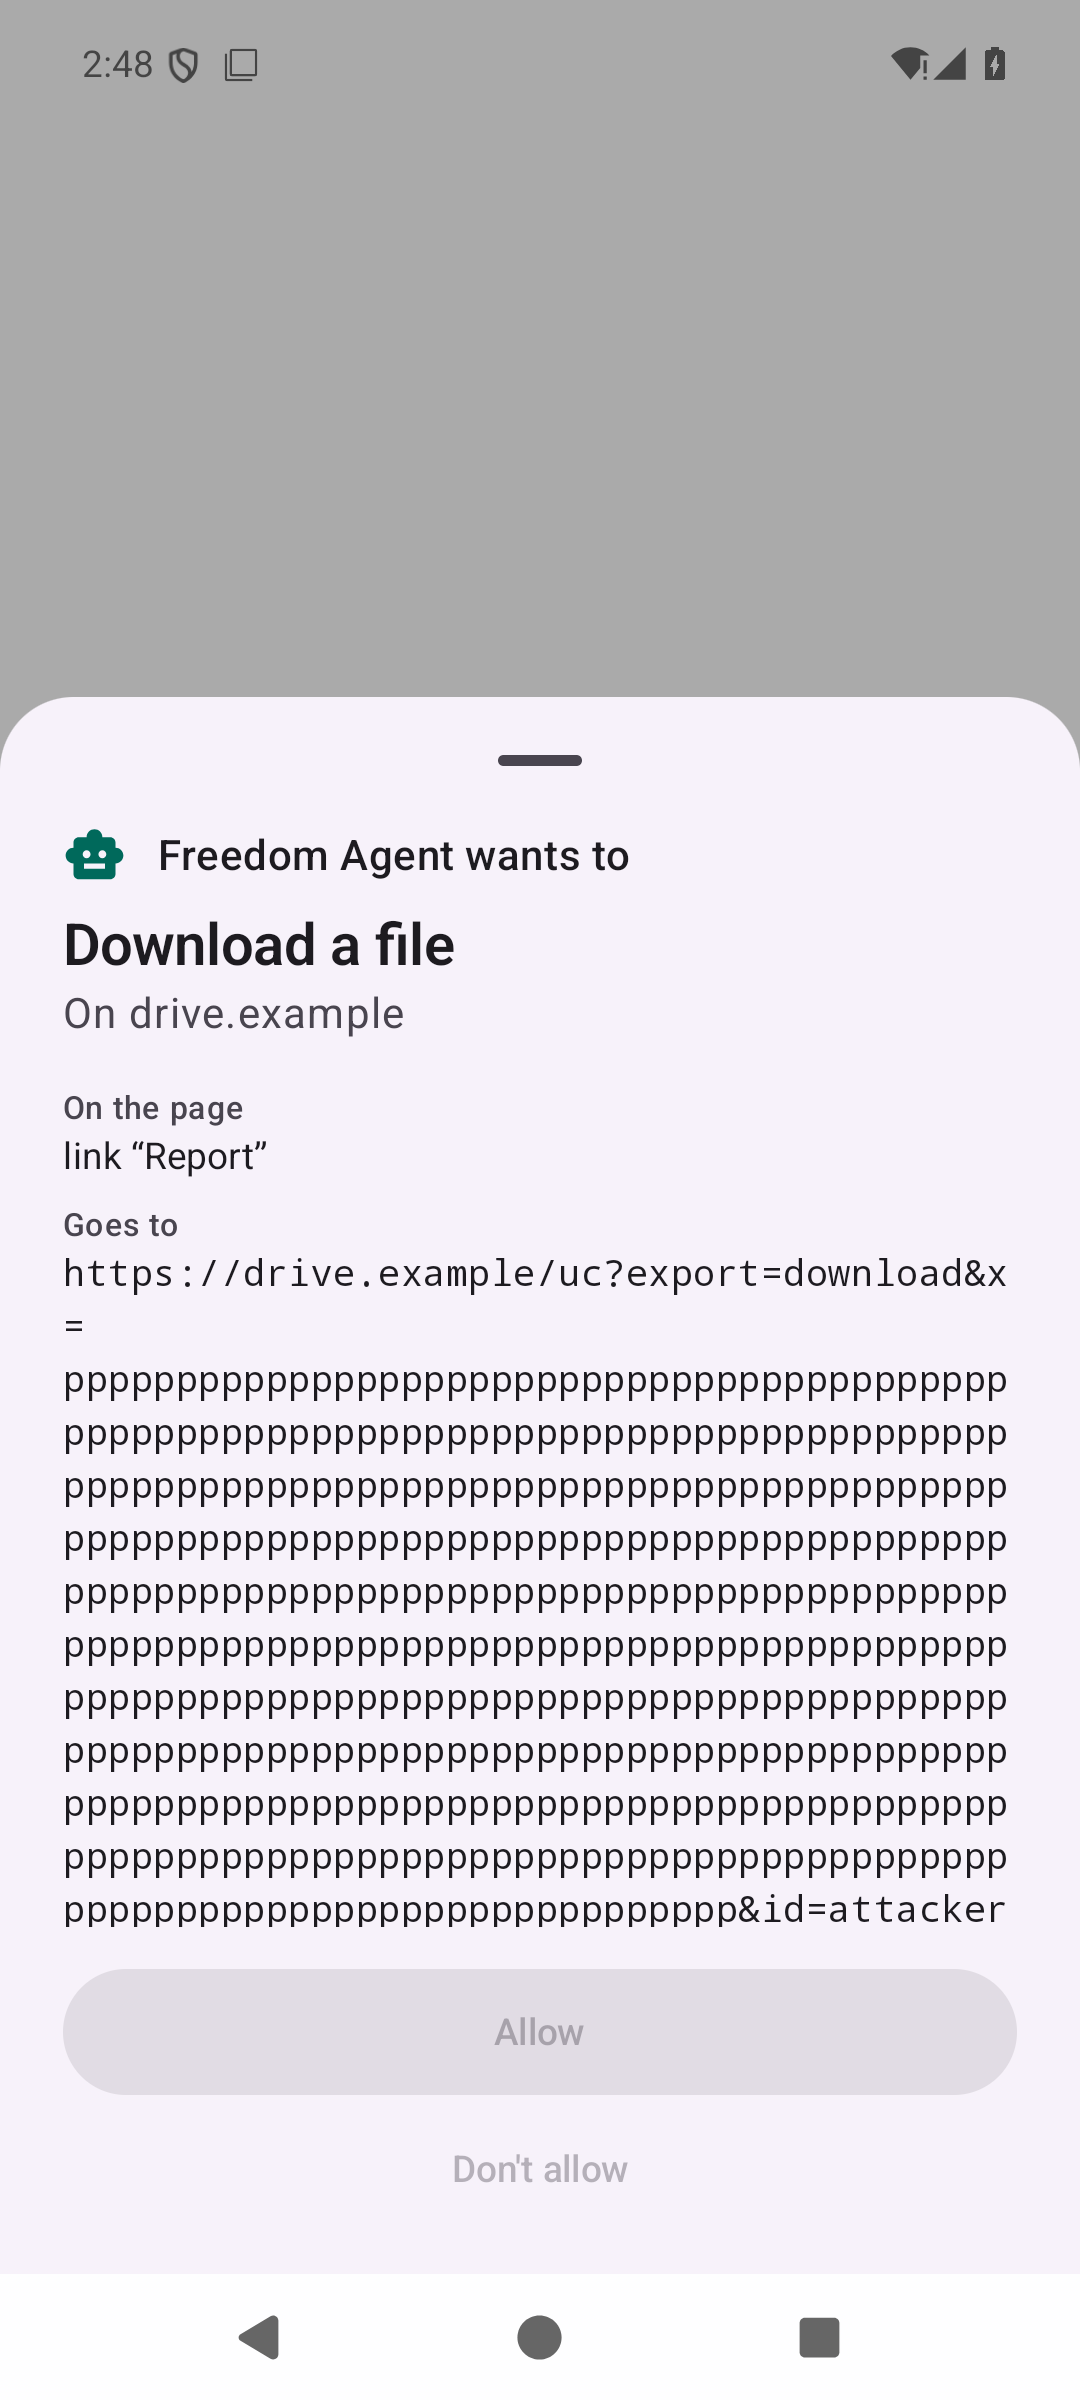 2:48
Freedom Agent wants to
Download a file
On drive.example
On the page
link “Report”
Goes to
https://drive.example/uc?export=download&x
=
pppppppppppppppppppppppppppppppppppppppppp
pppppppppppppppppppppppppppppppppppppppppp
pppppppppppppppppppppppppppppppppppppppppp
pppppppppppppppppppppppppppppppppppppppppp
pppppppppppppppppppppppppppppppppppppppppp
pppppppppppppppppppppppppppppppppppppppppp
pppppppppppppppppppppppppppppppppppppppppp
pppppppppppppppppppppppppppppppppppppppppp
pppppppppppppppppppppppppppppppppppppppppp
pppppppppppppppppppppppppppppppppppppppppp
pppppppppppppppppppppppppppppp&id=attacker
Allow
Don't allow